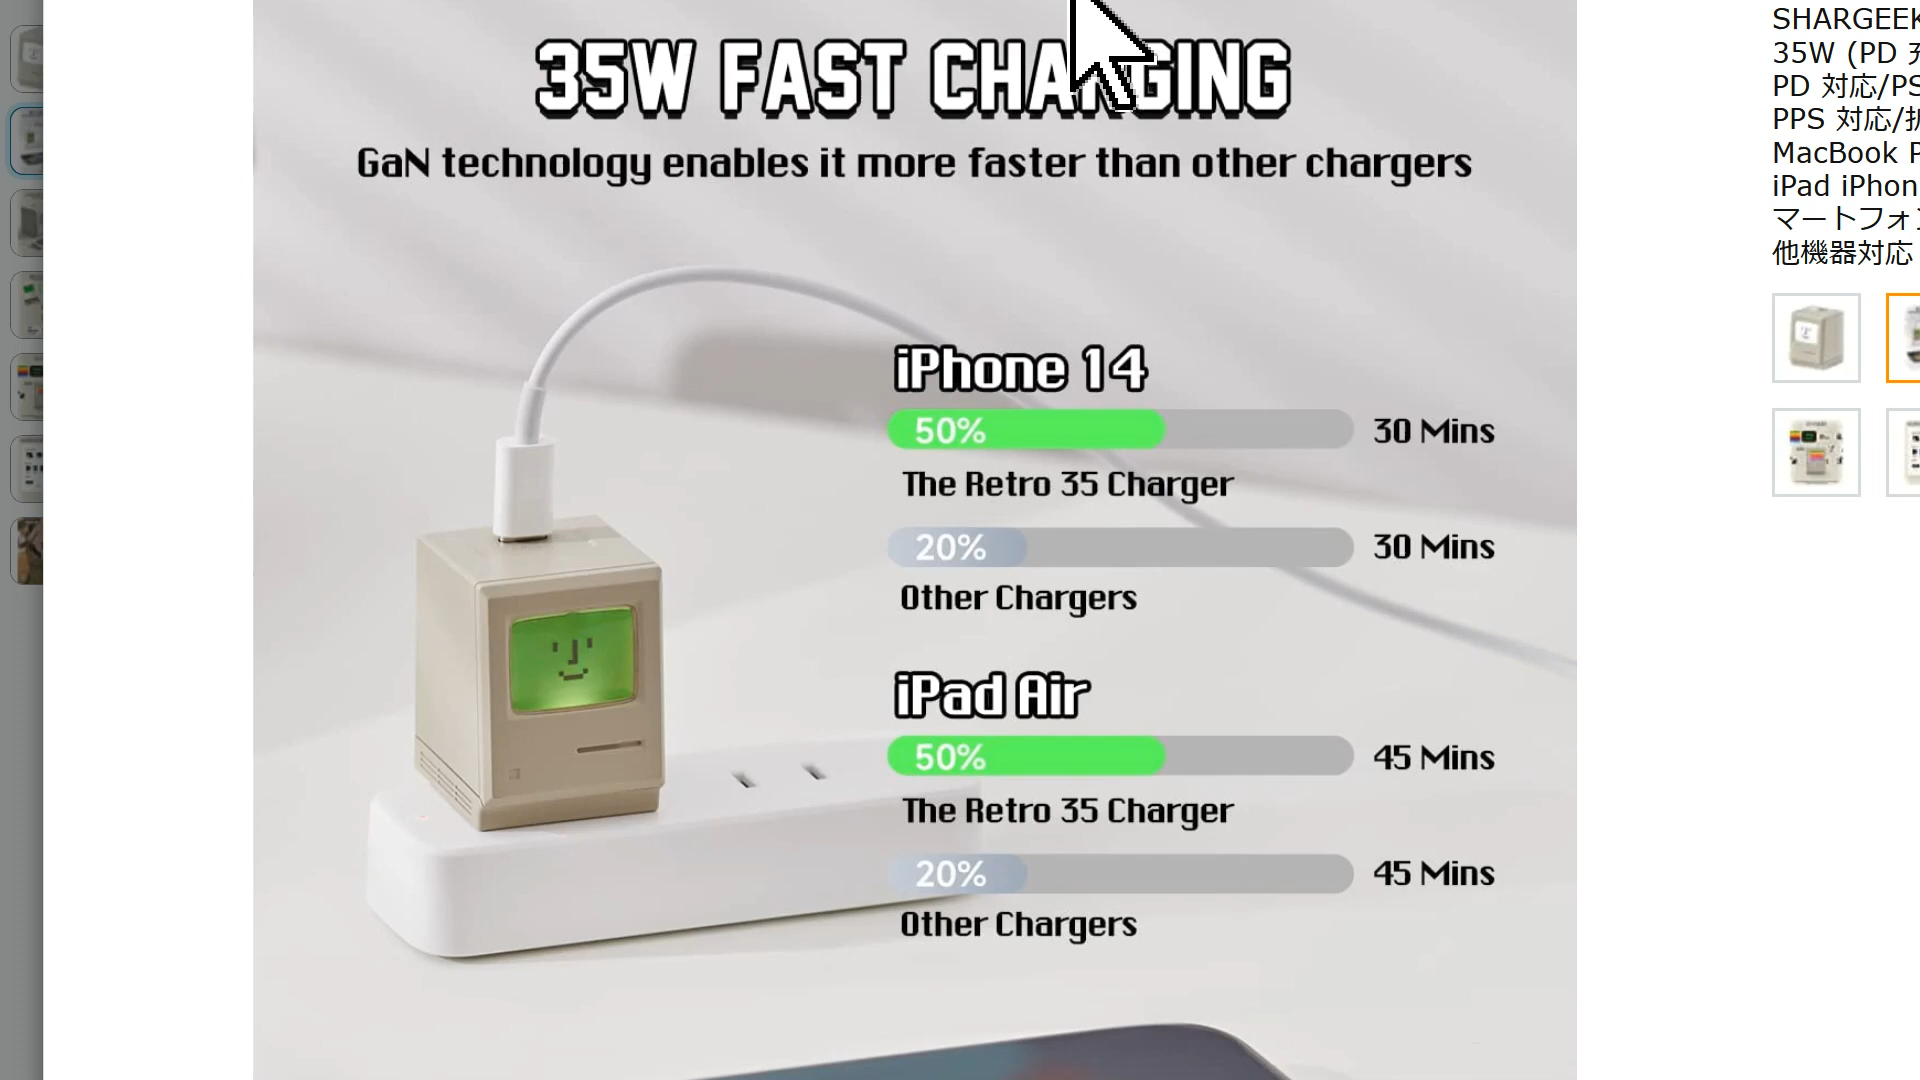 35W FAST CHARGING
GaN technology enables it more faster than other chargers
iPhone 14
50%
30 Mins
The Retro 35 Charger
20%
30 Mins
Other Chargers
iPad Air
50%
45 Mins
The Retro 35 Charger
20%
45 Mins
Other Chargers
SHARGEEK
35W (PD
PD 対応/PS
PPS 対応/
MacBook P
iPad iPhon
マートフォ
他機器対応